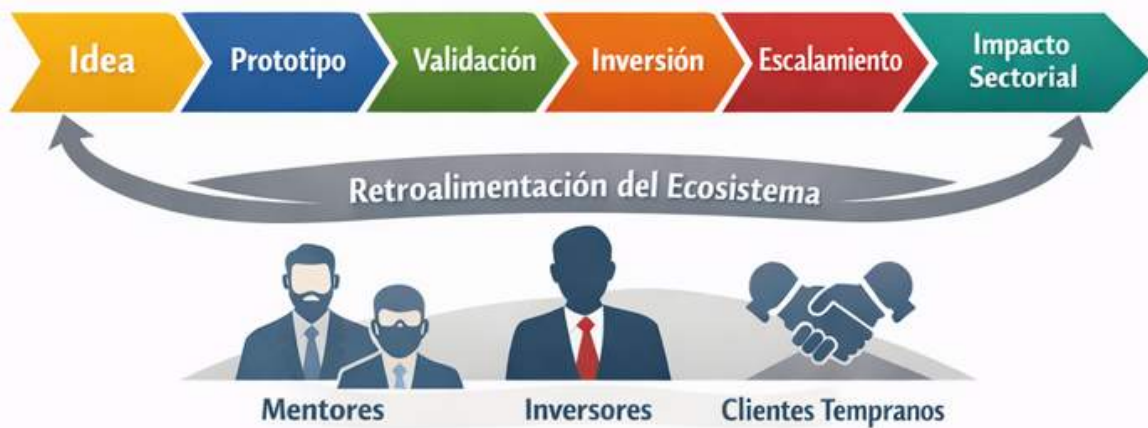 Idea
Prototipo
Validación
Inversión
Escalamiento
Impacto
Sectorial
Retroalimentación del Ecosistema
Mentores
Inversores
Clientes Tempranos